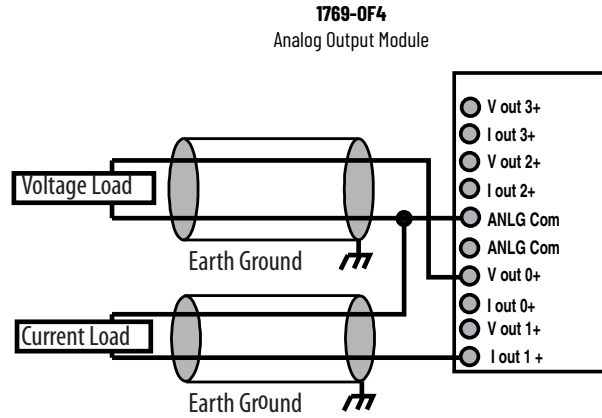 1769-OF4
Analog Output Module
V out 3+
I out 3+
V out 2+
Voltage Load
I out 2+
ANLG Com
ANLG Com
Earth Ground
V out 0+
I out 0+
V out 1+
Current Load
I out 1 +
Earth Ground